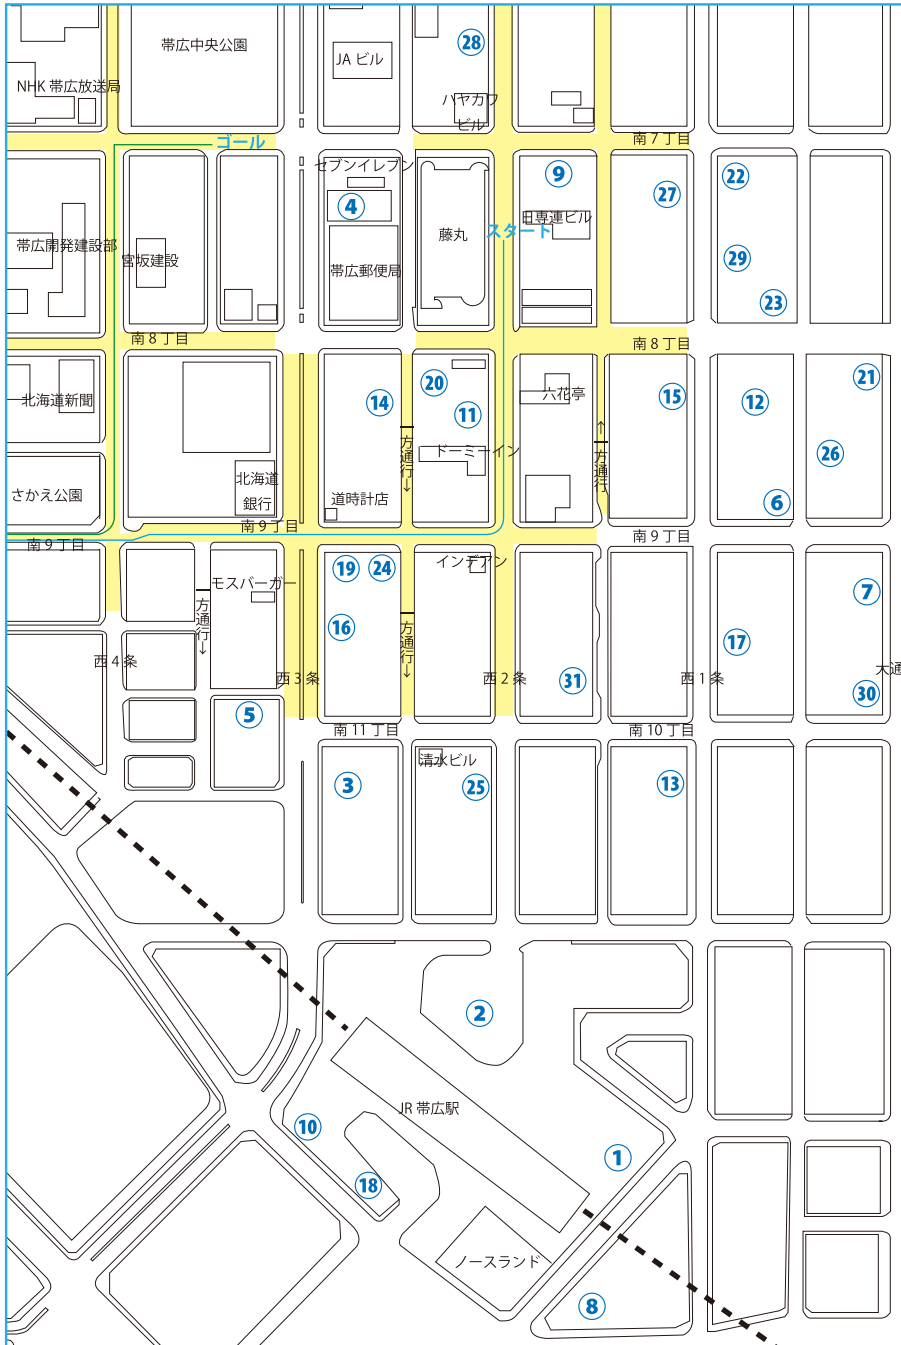 帯広中央公園
28
JA ビル
NHK 帯広放送局
ハヤカワ
ビル
ゴール
南 7 丁目
セブンイレブン
9
22
4
27
日専連ビル
スタート
藤丸
帯広開発建設部
宮坂建設
29
帯広郵便局
23
南 8 丁目
南 8 丁目
21
20
六花亭
15
北海道新聞
14
12
11
一方通行→
←一方通行
ドーミーイン
26
北海道
銀行
さかえ公園
道時計店
6
南 9 丁目
南 9 丁目
南 9 丁目
インデアン
19
24
モスバーガー
7
一方通行→
一方通行→
16
17
西 4 条
西 3 条
西 2 条
31
西 1 条
大通
30
5
南 11 丁目
南 10 丁目
清水ビル
3
25
13
2
JR 帯広駅
10
1
18
ノースランド
8